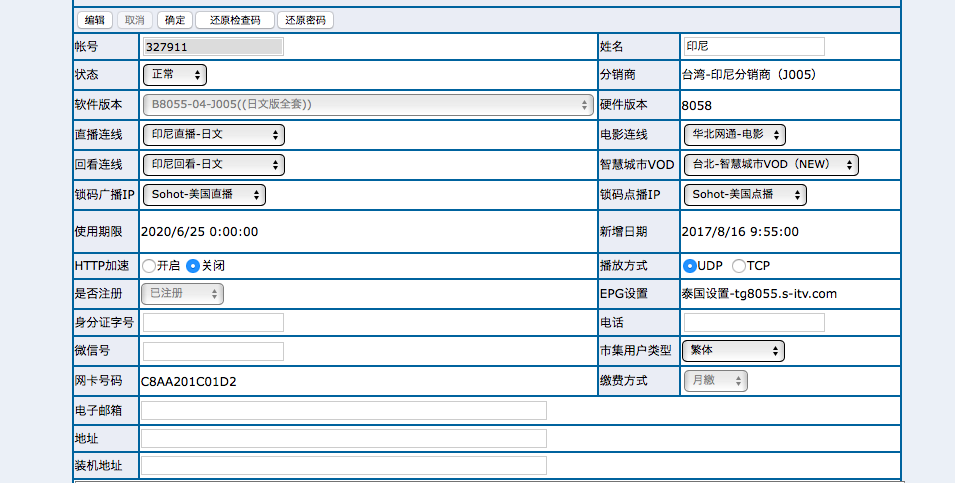 编辑 取消 确定 还原检查码 还原密码
帐号 327911 姓名 印尼
状态 正常 分销商 台湾-印尼分销商（J005）
软件版本 B8055-04-J005((日文版全套)) 硬件版本 8058
直播连线 印尼直播-日文 电影连线 华北网通-电影
回看连线 印尼回看-日文 智慧城市VOD 台北-智慧城市VOD（NEW）
锁码广播IP Sohot-美国直播 锁码点播IP Sohot-美国点播
使用期限 2020/6/25 0:00:00 新增日期 2017/8/16 9:55:00
HTTP加速 开启 关闭 播放方式 UDP TCP
是否注册 已注册 EPG设置 泰国设置-tg8055.s-itv.com
身分证字号 电话
微信号 市集用户类型 繁体
网卡号码 C8AA201C01D2 缴费方式 月缴
电子邮箱
地址
装机地址